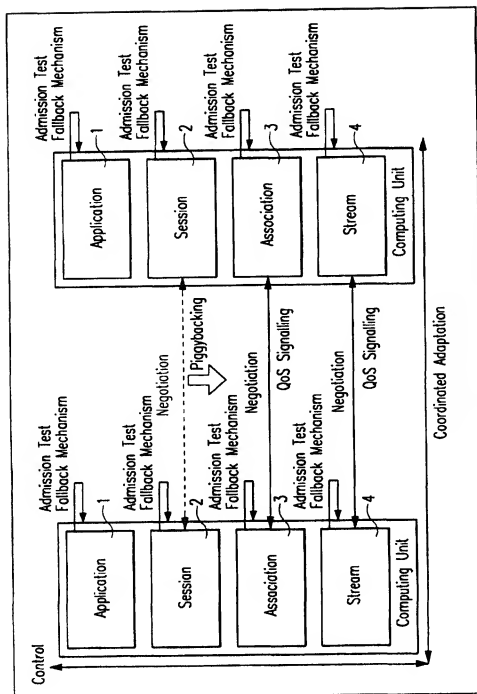 Control
Admission Test
Fallback Mechanism
1
Application
Admission Test
Fallback Mechanism
2
Session
Admission Test
Fallback Mechanism
3
Association
Admission Test
Fallback Mechanism
4
Stream
Computing Unit
Negotiation
Piggybacking
Negotiation
QoS Signalling
Negotiation
QoS Signalling
Admission Test
Fallback Mechanism
1
Application
Admission Test
Fallback Mechanism
2
Session
Admission Test
Fallback Mechanism
3
Association
Admission Test
Fallback Mechanism
4
Stream
Computing Unit
Coordinated Adaptation